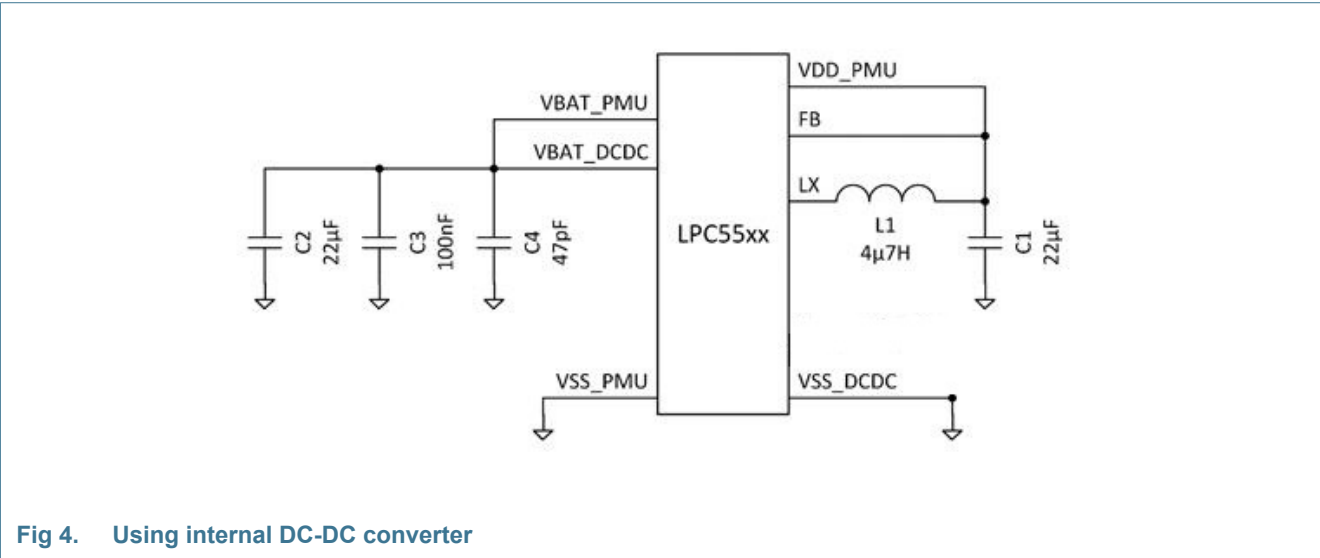 VDD_PMU
VBAT_PMU
FB
VBAT_DCDC
LX
LPC55xx
L1
4µ7H
C2
22µF
C3
100nF
C4
47pF
C1
22µF
VSS_PMU
VSS_DCDC
Fig 4. Using internal DC-DC converter